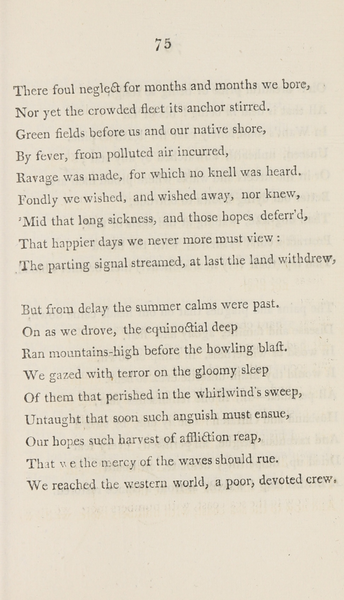 75
There foul neglect for months and months we bore,
Nor yet the crowded fleet its anchor stirred.
Green fields before us and our native shore,
By fever, from polluted air incurred,
Ravage was made, for which no knell was heard.
Fondly we wished, and wished away, nor knew,
'Mid that long sickness, and those hopes deferr'd,
That happier days we never more must view:
The parting signal streamed, at last the land withdrew,
But from delay the summer calms were past.
On as we drove, the equinoctial deep
Ran mountains-high before the howling blast.
We gazed with terror on the gloomy sleep
Of them that perished in the whirlwind's sweep,
Untaught that soon such anguish must ensue,
Our hopes such harvest of affliction reap,
That we the mercy of the waves should rue.
We reached the western world, a poor, devoted crew.